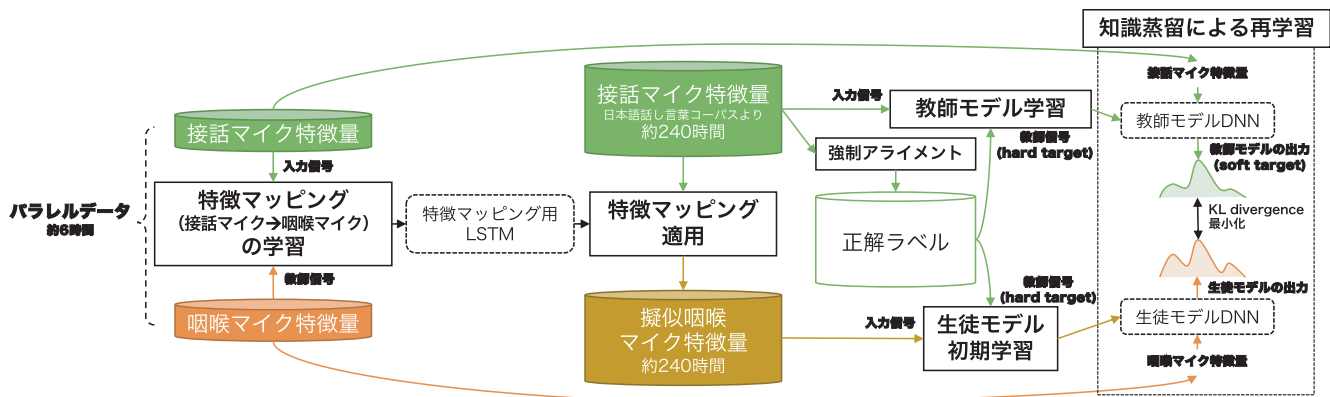 知識蒸留による再学習
接話マイク特徴量
教師モデルDNN
教師モデルの出力
(soft target)
KL divergence
最小化
生徒モデルの出力
生徒モデルDNN
咽喉マイク特徴量
パラレルデータ
約6時間
接話マイク特徴量
入力信号
特徴マッピング
（接話マイク→咽喉マイク）
の学習
教師信号
咽喉マイク特徴量
特徴マッピング用
LSTM
接話マイク特徴量
日本語話し言葉コーパスより
約240時間
特徴マッピング
適用
擬似咽喉
マイク特徴量
約240時間
入力信号
教師モデル学習
教師信号
(hard target)
強制アライメント
正解ラベル
教師信号
(hard target)
入力信号
生徒モデル
初期学習